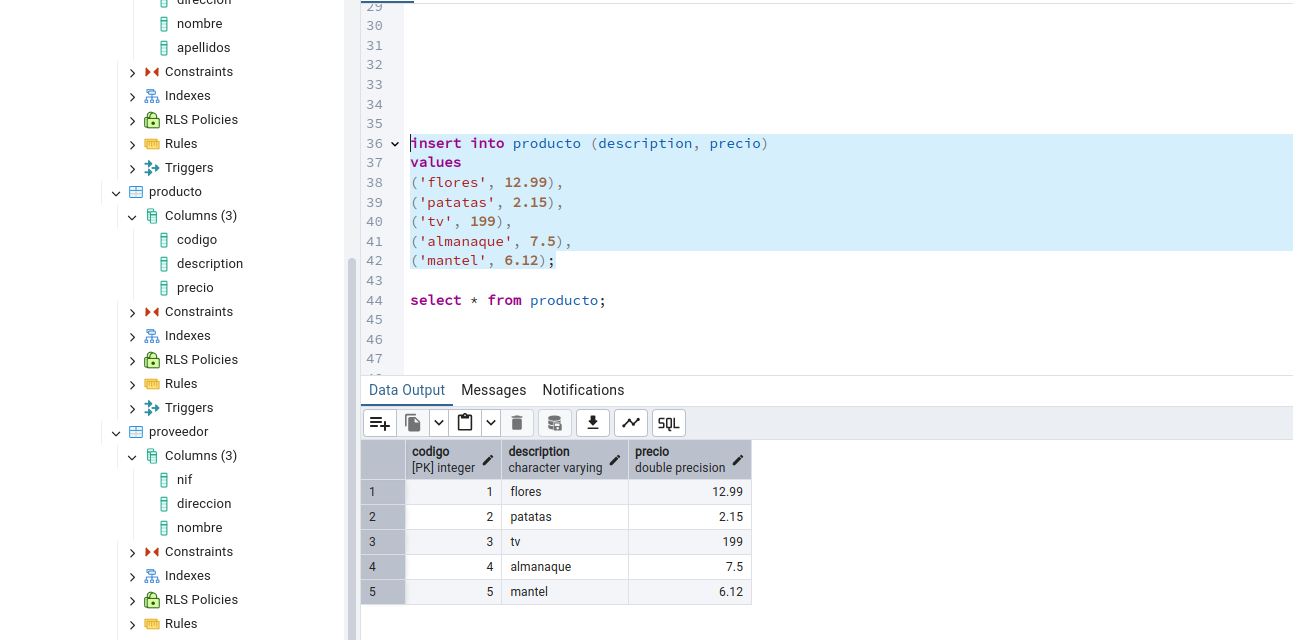 direccion
nombre
apellidos
Constraints
Indexes
RLS Policies
Rules
Triggers
producto
Columns (3)
codigo
description
precio
Constraints
Indexes
RLS Policies
Rules
Triggers
proveedor
Columns (3)
nif
direccion
nombre
Constraints
Indexes
RLS Policies
Rules
29
30
31
32
33
34
35
36 insert into producto (description, precio)
37 values
38 ('flores', 12.99),
39 ('patatas', 2.15),
40 ('tv', 199),
41 ('almanaque', 7.5),
42 ('mantel', 6.12);
43
44 select * from producto;
45
46
47
Data Output Messages Notifications
SQL
codigo description precio
[PK] integer character varying double precision
1 1 flores 12.99
2 2 patatas 2.15
3 3 tv 199
4 4 almanaque 7.5
5 5 mantel 6.12